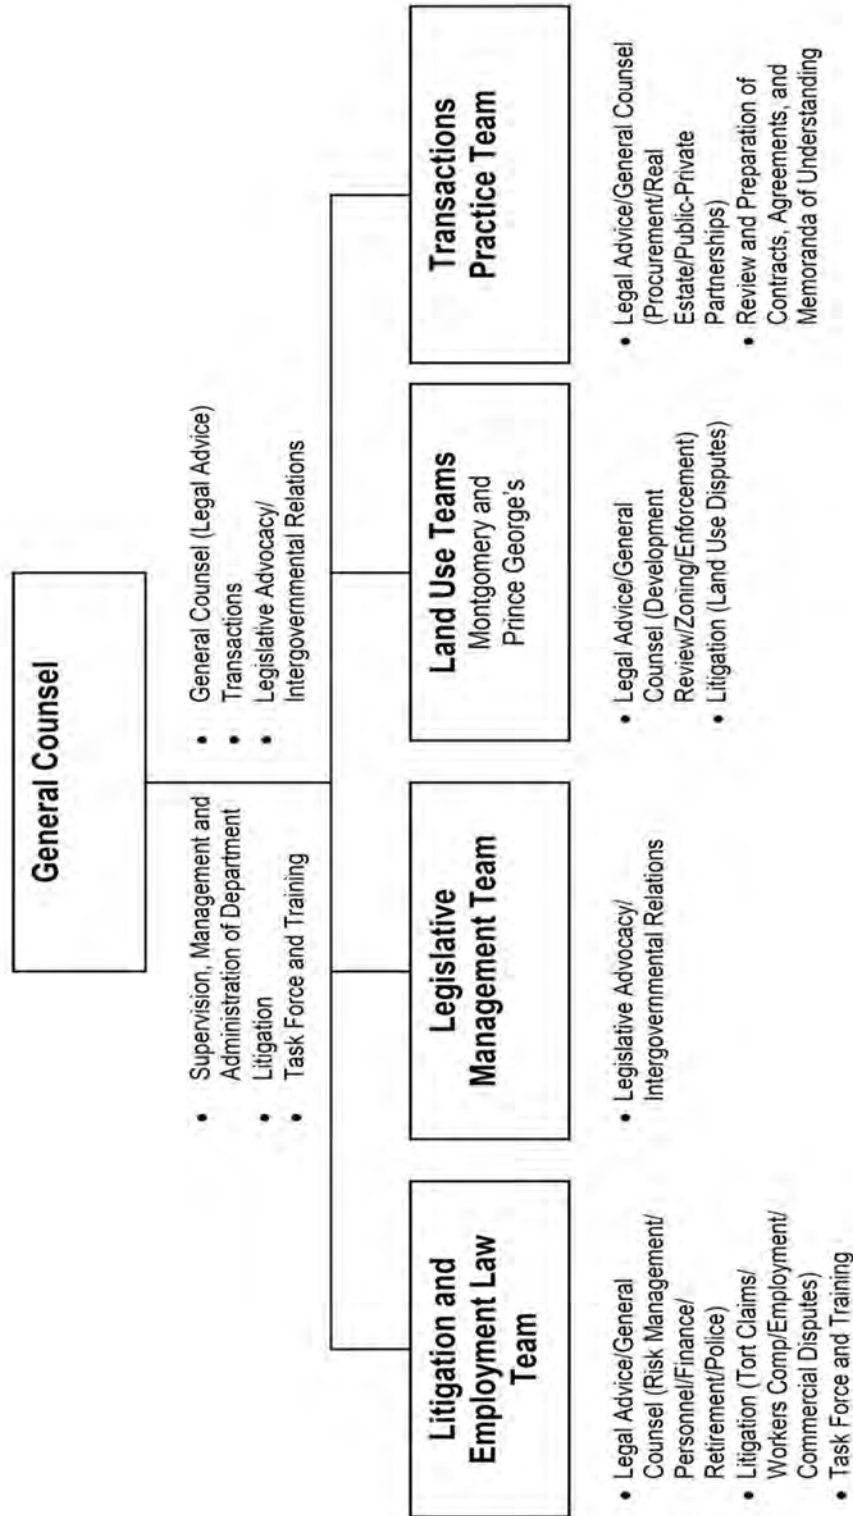 General Counsel
• Supervision, Management and
Administration of Department
• Litigation
• Task Force and Training
• General Counsel (Legal Advice)
• Transactions
• Legislative Advocacy/
Intergovernmental Relations
Litigation and
Employment Law
Team
• Legal Advice/General
Counsel (Risk Management/
Personnel/Finance/
Retirement/Police)
• Litigation (Tort Claims/
Workers Comp/Employment/
Commercial Disputes)
• Task Force and Training
Legislative
Management Team
• Legislative Advocacy/
Intergovernmental Relations
Land Use Teams
Montgomery and
Prince George's
• Legal Advice/General
Counsel (Development
Review/Zoning/Enforcement)
• Litigation (Land Use Disputes)
Transactions
Practice Team
• Legal Advice/General Counsel
(Procurement/Real
Estate/Public-Private
Partnerships)
• Review and Preparation of
Contracts, Agreements, and
Memoranda of Understanding